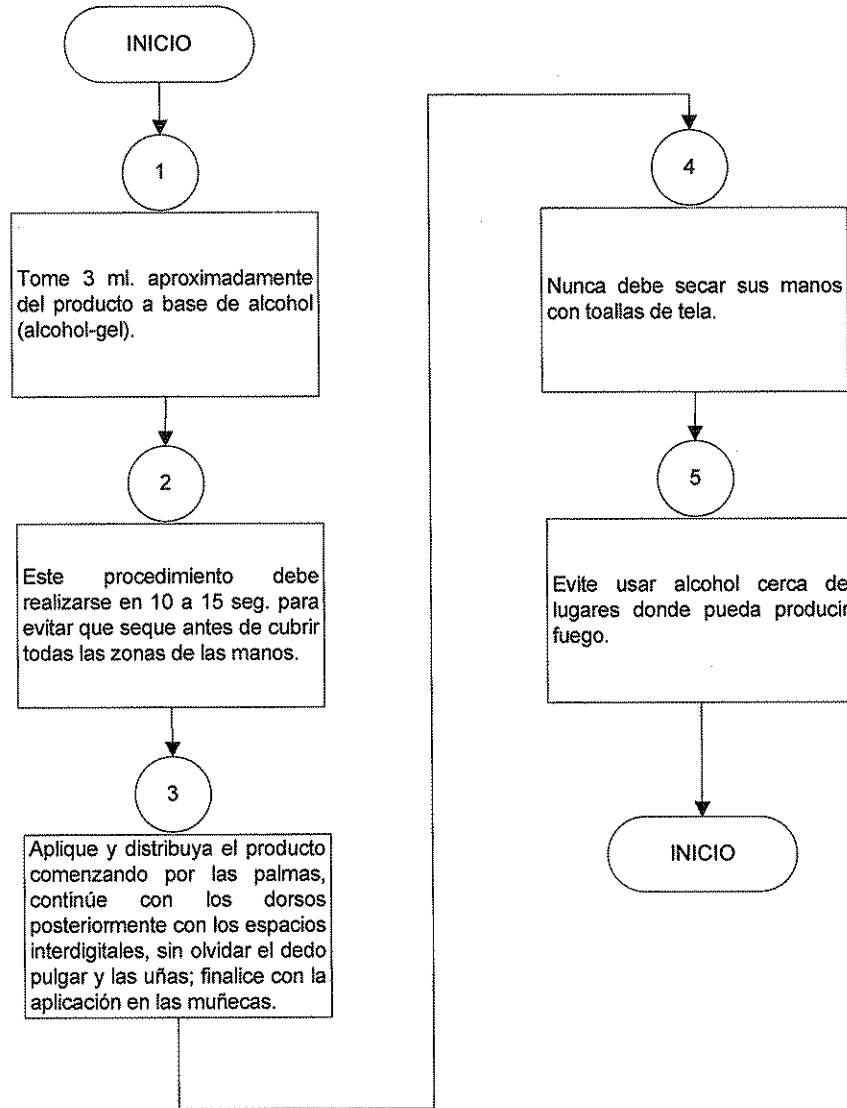 INICIO
1
Tome 3 ml. aproximadamente
del producto a base de alcohol
(alcohol-gel).
2
Este procedimiento debe
realizarse en 10 a 15 seg. para
evitar que seque antes de cubrir
todas las zonas de las manos.
3
Aplique y distribuya el producto
comenzando por las palmas,
continúe con los dorsos
posteriormente con los espacios
interdigitales, sin olvidar el dedo
pulgar y las uñas; finalice con la
aplicación en las muñecas.
4
Nunca debe secar sus manos
con toallas de tela.
5
Evite usar alcohol cerca de
lugares donde pueda producir
fuego.
INICIO